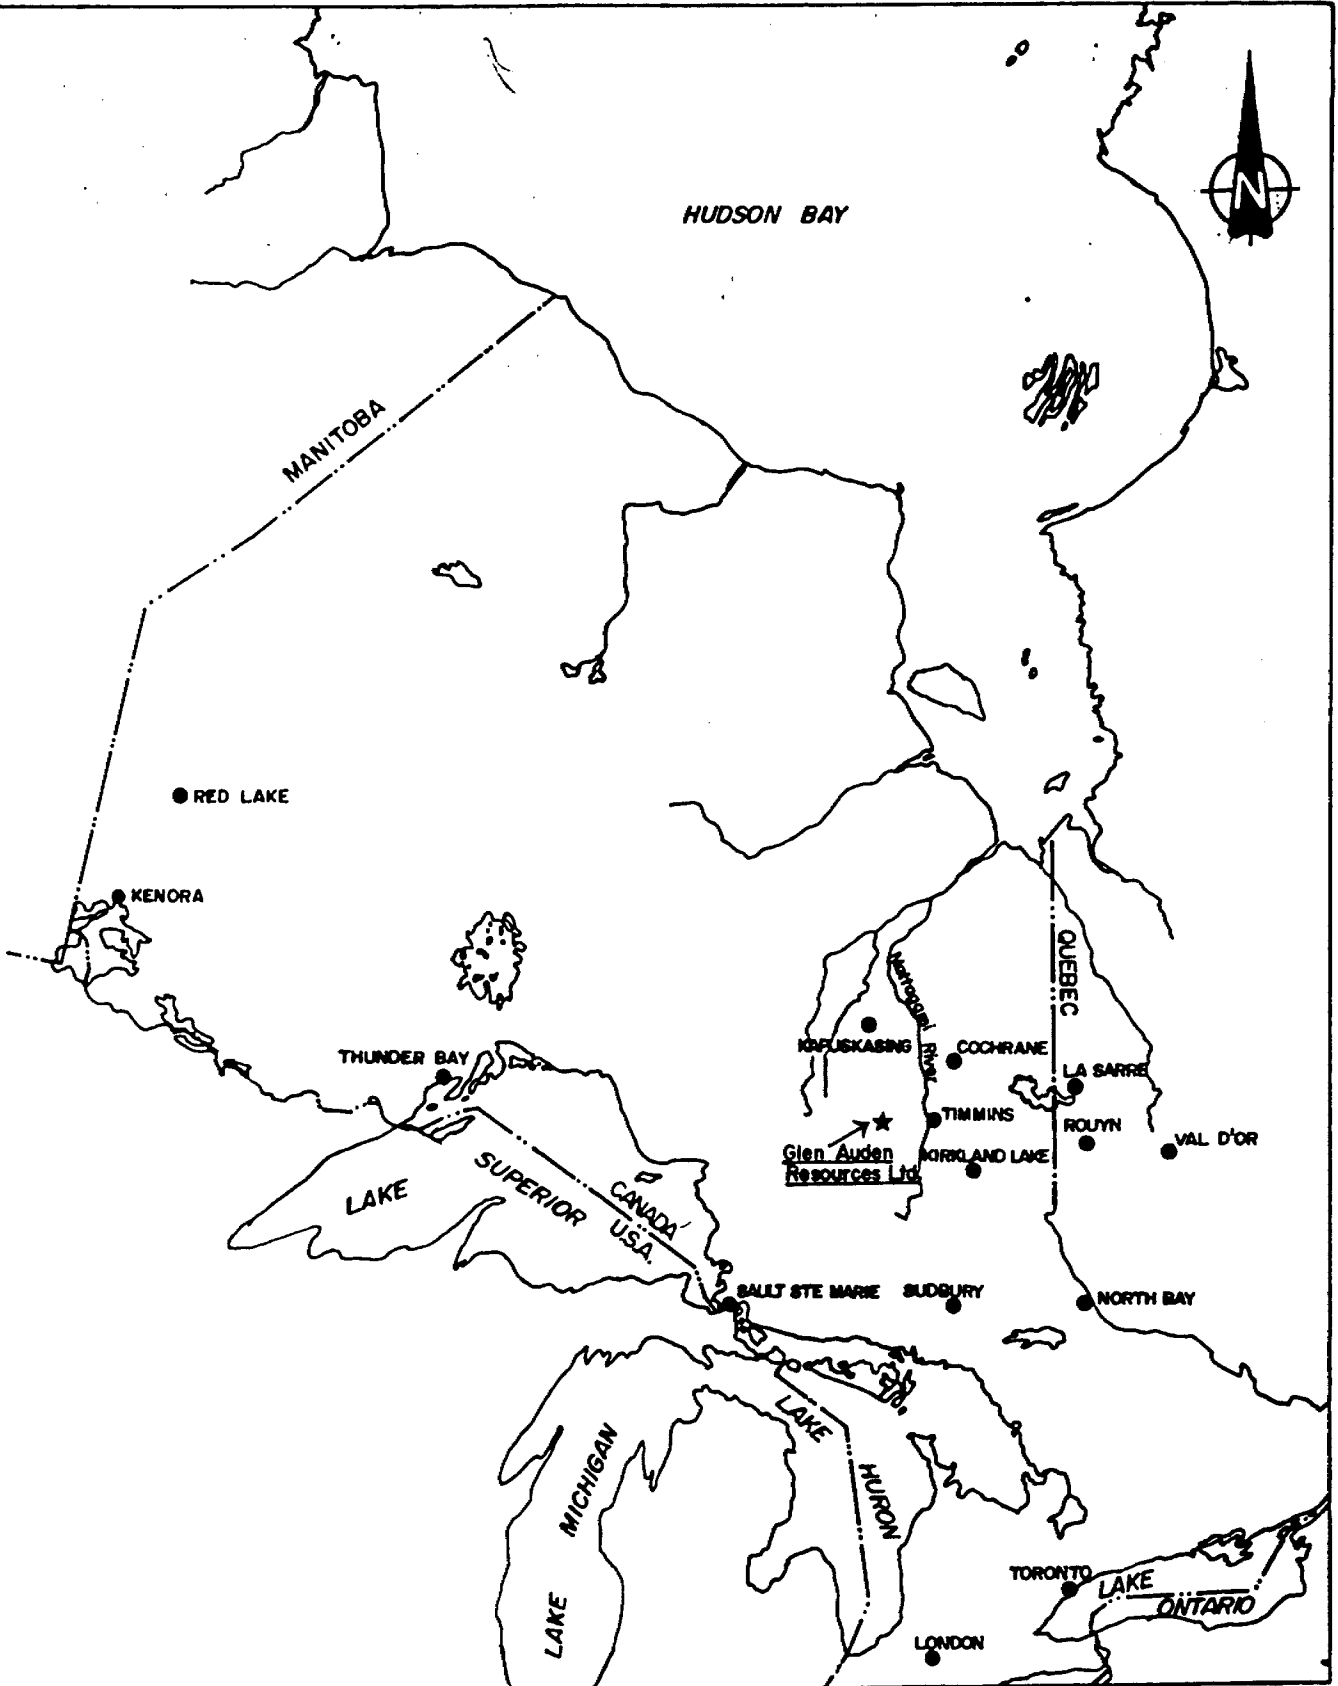 N
HUDSON BAY
MANITOBA
RED LAKE
KENORA
QUEBEC
Mattagami River
KAPUSKASING
COCHRANE
THUNDER BAY
LA SARRE
TIMMINS
ROUYN
VAL D'OR
Glen Auden
Resources Ltd.
KIRKLAND LAKE
LAKE SUPERIOR
CANADA
U.S.A.
SAULT STE MARIE
SUDBURY
NORTH BAY
LAKE HURON
LAKE MICHIGAN
TORONTO
LAKE
ONTARIO
LONDON